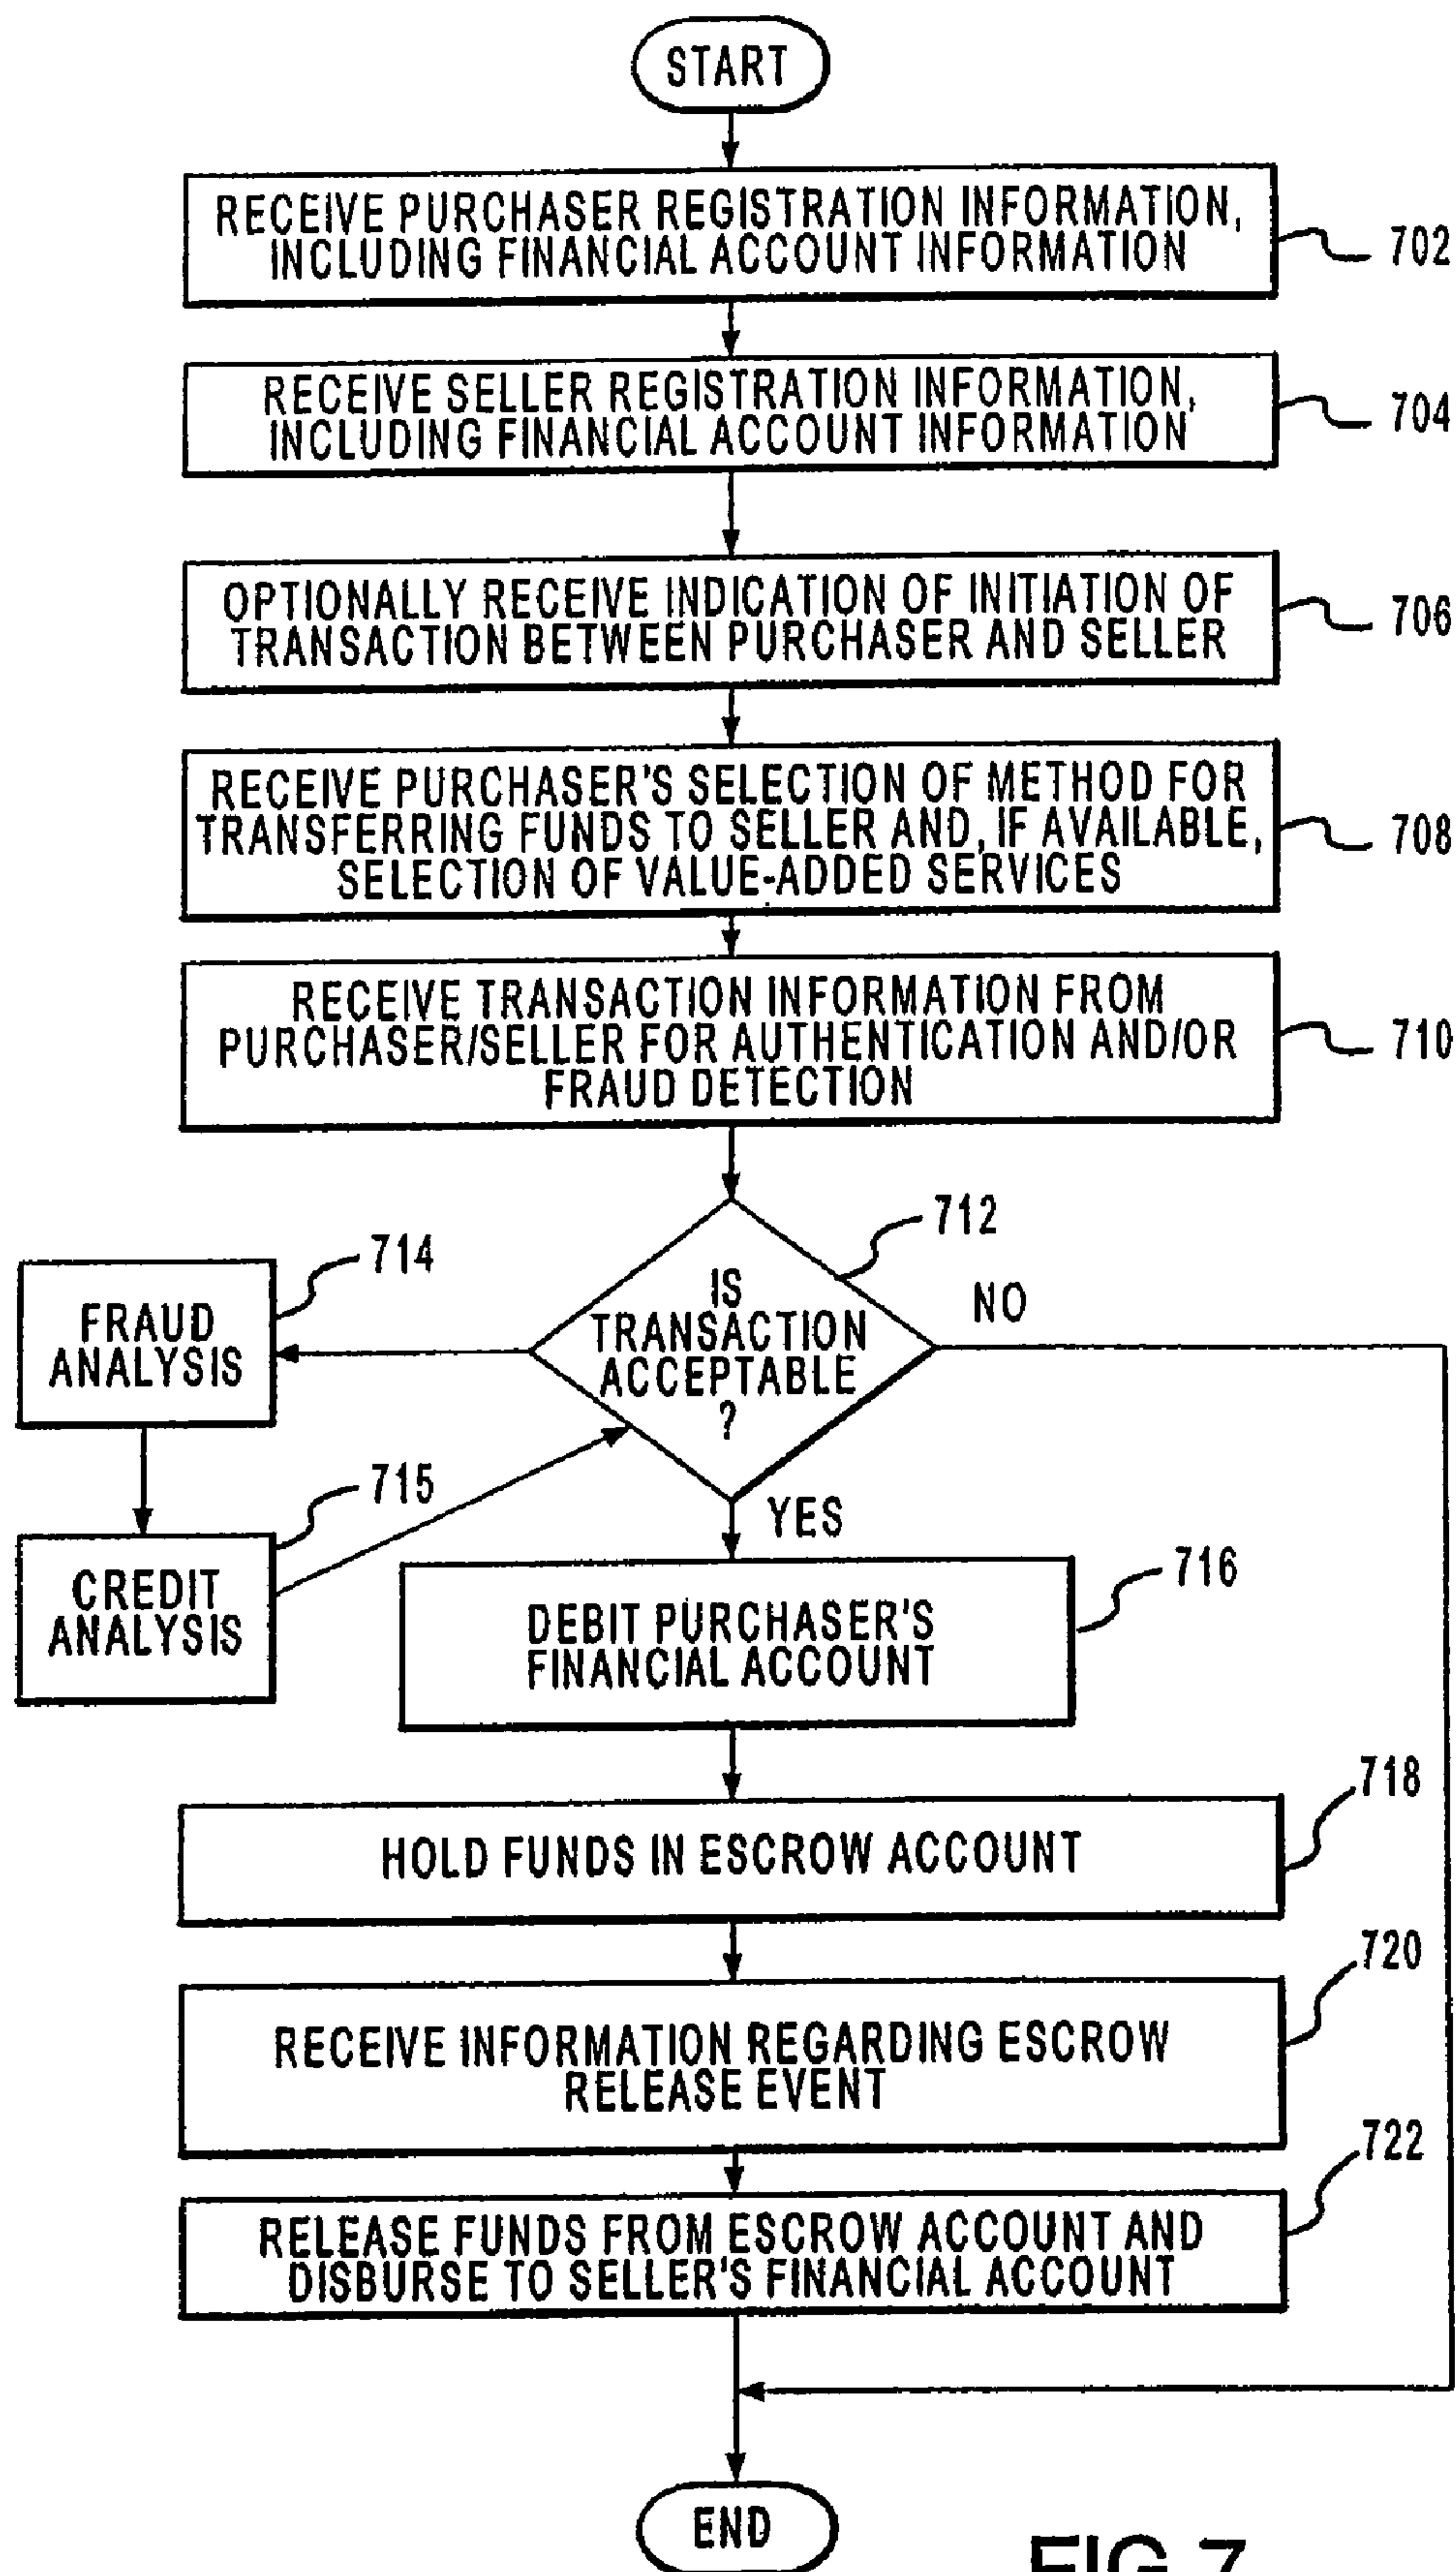 START
RECEIVE PURCHASER REGISTRATION INFORMATION,
INCLUDING FINANCIAL ACCOUNT INFORMATION
702
RECEIVE SELLER REGISTRATION INFORMATION,
INCLUDING FINANCIAL ACCOUNT INFORMATION
704
OPTIONALLY RECEIVE INDICATION OF INITIATION OF
TRANSACTION BETWEEN PURCHASER AND SELLER
706
RECEIVE PURCHASER'S SELECTION OF METHOD FOR
TRANSFERRING FUNDS TO SELLER AND, IF AVAILABLE,
SELECTION OF VALUE-ADDED SERVICES
708
RECEIVE TRANSACTION INFORMATION FROM
PURCHASER/SELLER FOR AUTHENTICATION AND/OR
FRAUD DETECTION
710
712
IS
TRANSACTION
ACCEPTABLE
?
NO
714
FRAUD
ANALYSIS
715
CREDIT
ANALYSIS
YES
716
DEBIT PURCHASER'S
FINANCIAL ACCOUNT
718
HOLD FUNDS IN ESCROW ACCOUNT
720
RECEIVE INFORMATION REGARDING ESCROW
RELEASE EVENT
722
RELEASE FUNDS FROM ESCROW ACCOUNT AND
DISBURSE TO SELLER'S FINANCIAL ACCOUNT
END
FIG 7